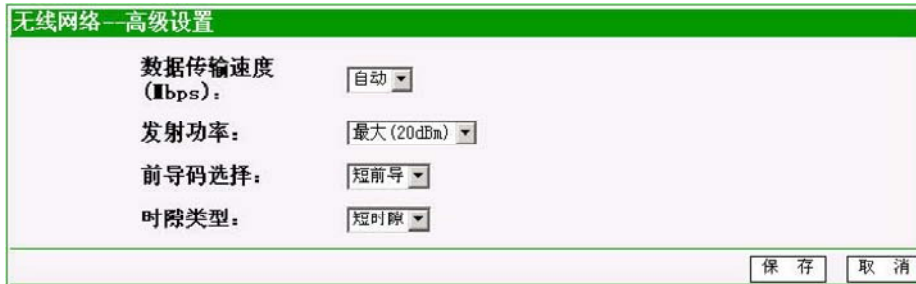 无线网络--高级设置
数据传输速度
(Mbps): 自动
发射功率: 最大(20dBm)
前导码选择: 短前导
时隙类型: 短时隙
保 存 取 消